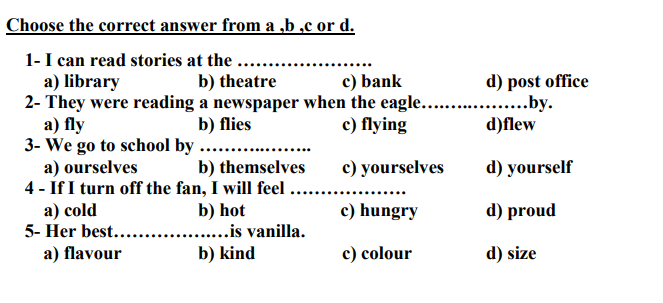 Choose the correct answer from a ,b ,c or d.
1- I can read stories at the ........................
a) library b) theatre c) bank d) post office
2- They were reading a newspaper when the eagle...................by.
a) fly b) flies c) flying d)flew
3- We go to school by ....................
a) ourselves b) themselves c) yourselves d) yourself
4 - If I turn off the fan, I will feel ....................
a) cold b) hot c) hungry d) proud
5- Her best.....................is vanilla.
a) flavour b) kind c) colour d) size